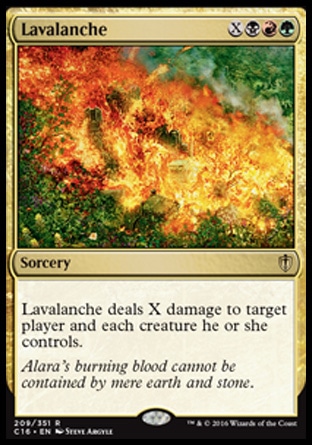 Lavalanche X
Sorcery
Lavalanche deals X damage to target
player and each creature he or she
controls.
Alara's burning blood cannot be
contained by mere earth and stone.
209/351 R
C16 • EN Steve Argyle
™ & © 2016 Wizards of the Coast